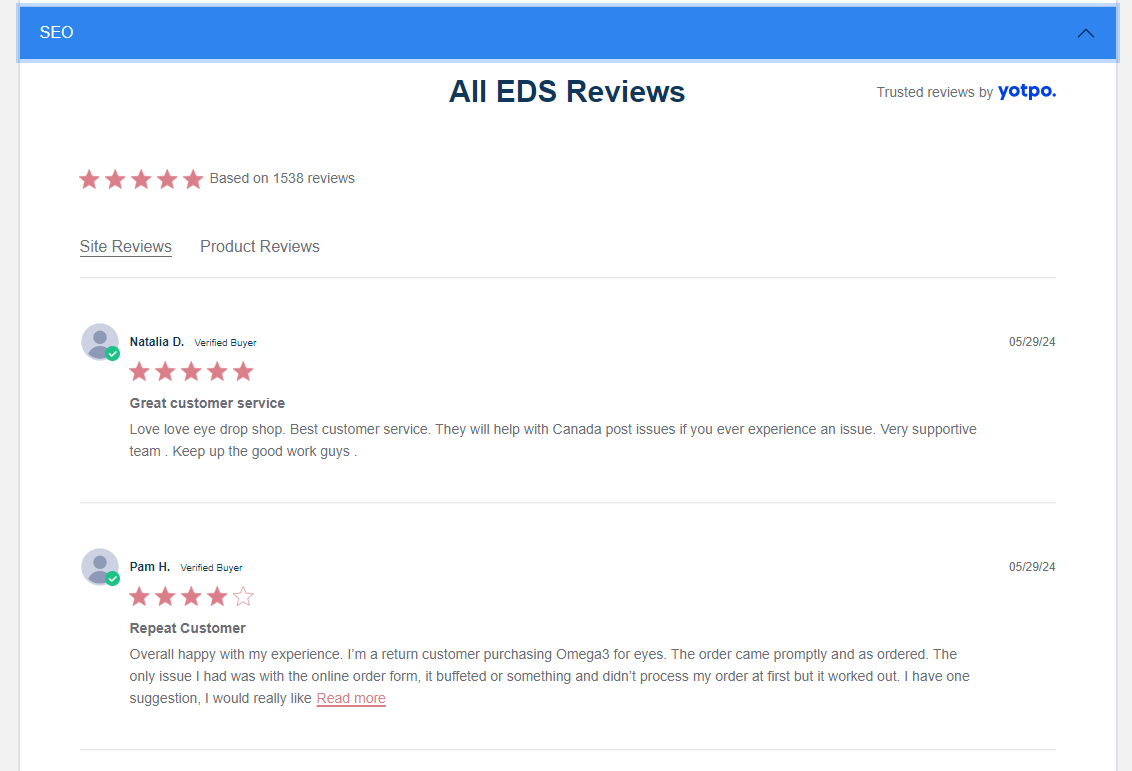 SEO
All EDS Reviews
Trusted reviews by yotpo.
Based on 1538 reviews
Site Reviews Product Reviews
Natalia D. Verified Buyer 05/29/24
Great customer service
Love love eye drop shop. Best customer service. They will help with Canada post issues if you ever experience an issue. Very supportive
team . Keep up the good work guys .
Pam H. Verified Buyer 05/29/24
Repeat Customer
Overall happy with my experience. I’m a return customer purchasing Omega3 for eyes. The order came promptly and as ordered. The
only issue I had was with the online order form, it buffeted or something and didn’t process my order at first but it worked out. I have one
suggestion, I would really like Read more